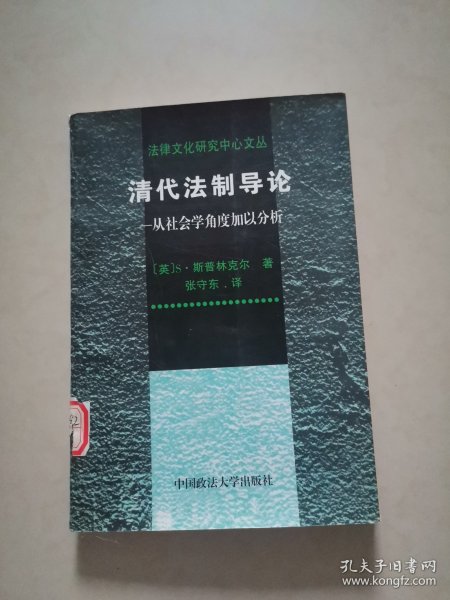 法律文化研究中心文丛
清代法制导论
—从社会学角度加以分析
［英］S·斯普林克尔 著
张守东．译
中国政法大学出版社
孔夫子旧书网
www.kongfz.com